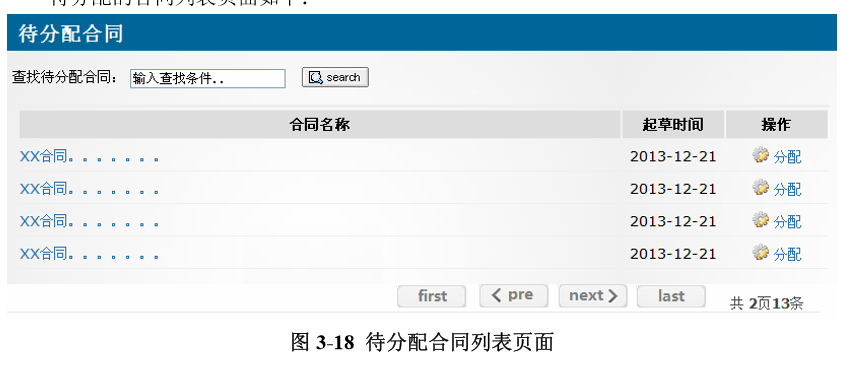 待分配的合同列表页面如下：
待分配合同
查找待分配合同： 输入查找条件．． search
合同名称 起草时间 操作
XX合同。。。。。。。 2013-12-21 分配
XX合同。。。。。。。 2013-12-21 分配
XX合同。。。。。。。 2013-12-21 分配
XX合同。。。。。。。 2013-12-21 分配
first pre next last 共 2页13条
图 3-18 待分配合同列表页面